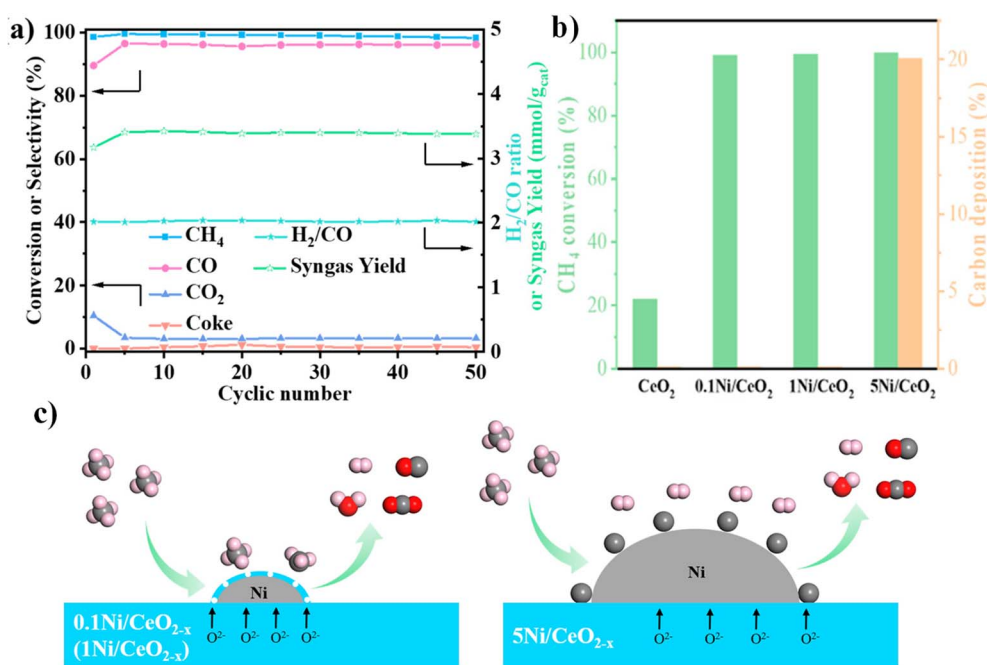 a)
Conversion or Selectivity (%)
100
80
60
40
20
0
CH4
CO
CO2
Coke
H2/CO
Syngas Yield
0 10 20 30 40 50
Cyclic number
5
4
3
2
1
0
H2/CO ratio
or Syngas Yield (mmol/gcat)
b)
CH4 conversion (%)
100
80
60
40
20
0
CeO2 0.1Ni/CeO2 1Ni/CeO2 5Ni/CeO2
20
15
10
5
0
Carbon deposition (%)
c)
Ni
0.1Ni/CeO2-x
(1Ni/CeO2-x)
O2- O2- O2- O2-
Ni
5Ni/CeO2-x
O2- O2- O2- O2-